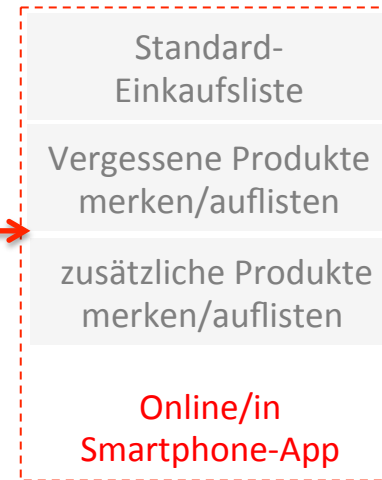 Standard-
Einkaufsliste
Vergessene Produkte
merken/auflisten
zusätzliche Produkte
merken/auflisten
Online/in
Smartphone-App